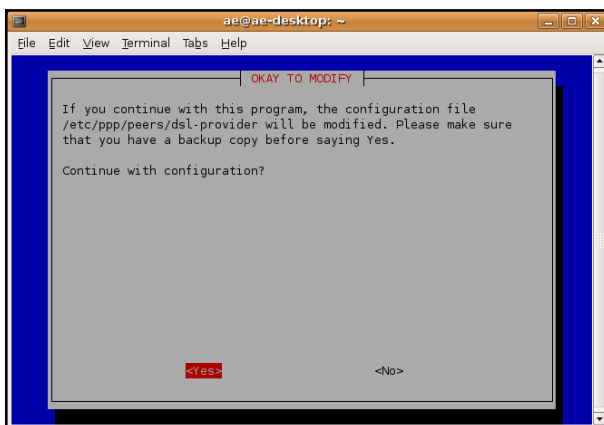 ae@ae-desktop: ~
File Edit View Terminal Tabs Help
OKAY TO MODIFY
If you continue with this program, the configuration file
/etc/ppp/peers/dsl-provider will be modified. Please make sure
that you have a backup copy before saying Yes.
Continue with configuration?
<Yes> <No>